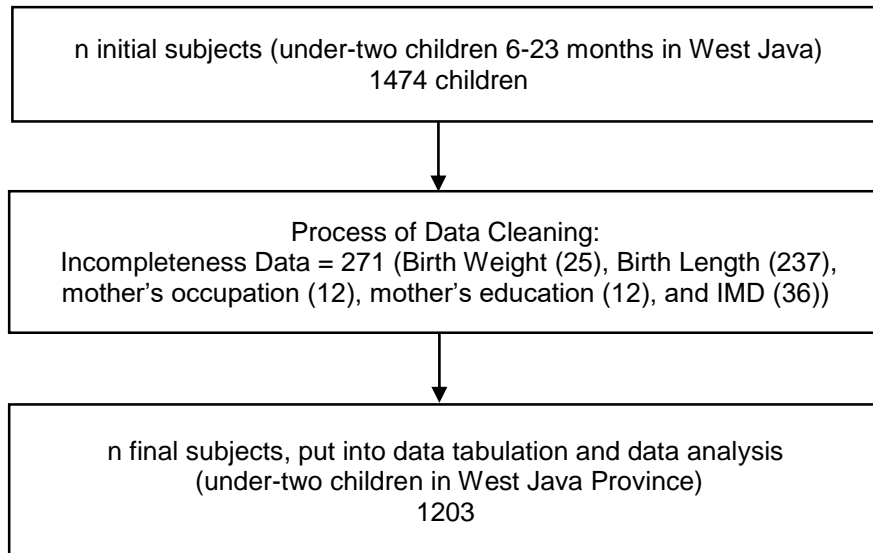 n initial subjects (under-two children 6-23 months in West Java)
1474 children
Process of Data Cleaning:
Incompleteness Data = 271 (Birth Weight (25), Birth Length (237),
mother's occupation (12), mother's education (12), and IMD (36))
n final subjects, put into data tabulation and data analysis
(under-two children in West Java Province)
1203